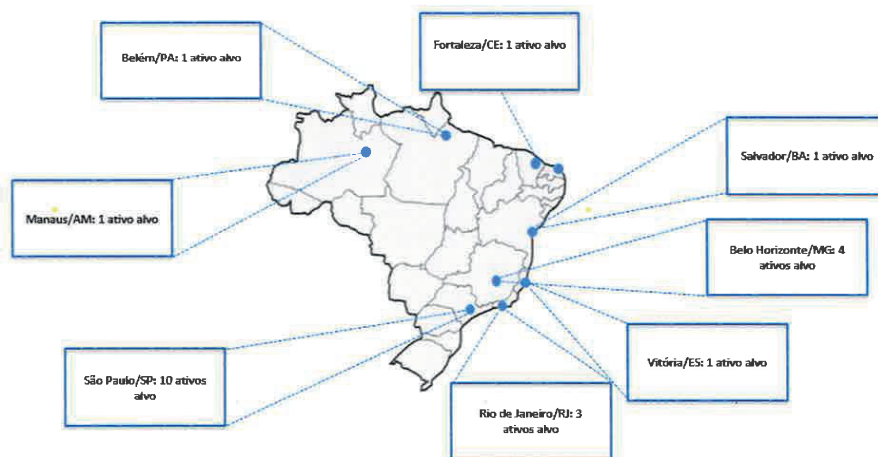 Belém/PA: 1 ativo alvo
Fortaleza/CE: 1 ativo alvo
Salvador/BA: 1 ativo alvo
Manaus/AM: 1 ativo alvo
Belo Horizonte/MG: 4
ativos alvo
São Paulo/SP: 10 ativos
alvo
Vitória/ES: 1 ativo alvo
Rio de Janeiro/RJ: 3
ativos alvo